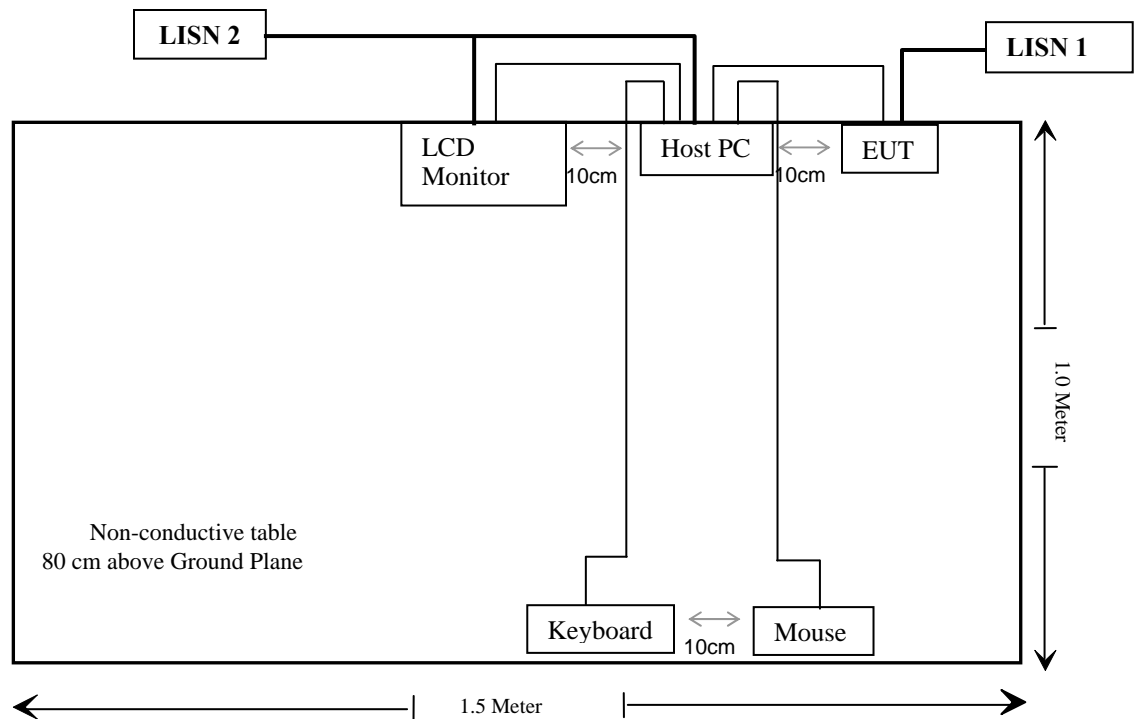 LISN 2
LISN 1
LCD
Monitor
10cm
Host PC
10cm
EUT
1.0 Meter
Non-conductive table
80 cm above Ground Plane
Keyboard
10cm
Mouse
1.5 Meter